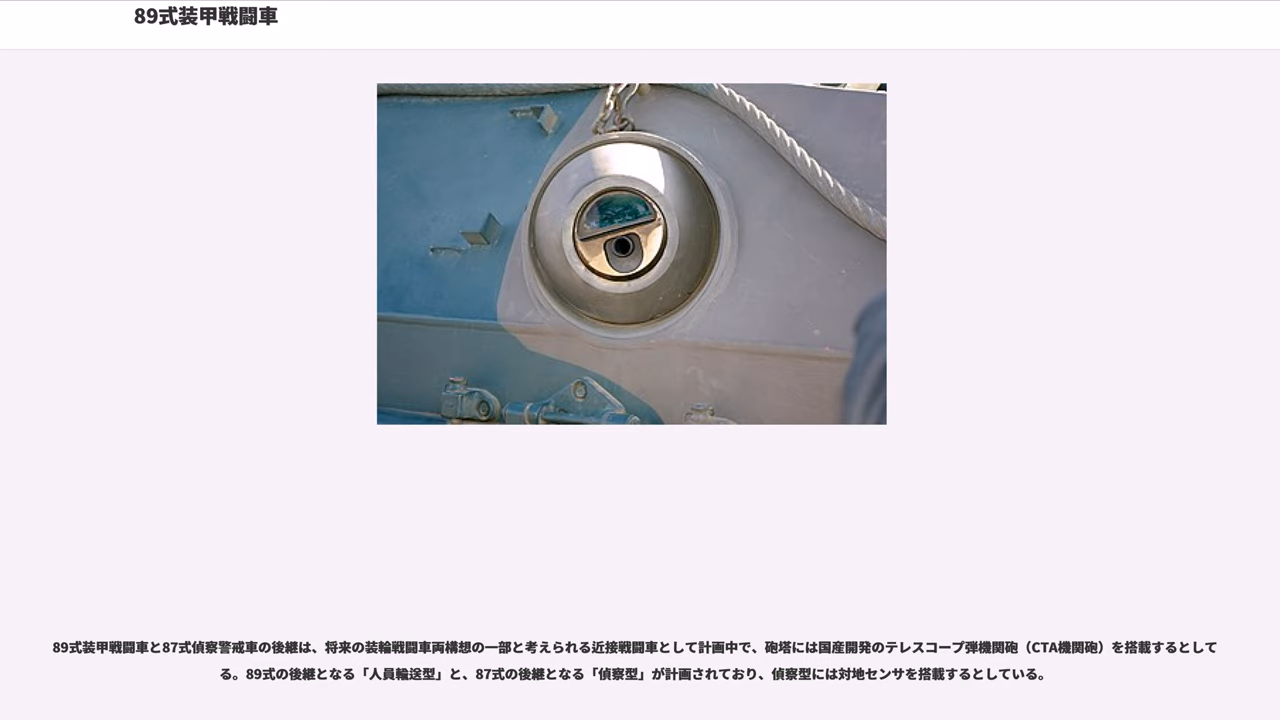 89式装甲戦闘車
89式装甲戦闘車と87式偵察警戒車の後継は、将来の装輪戦闘車両構想の一部と考えられる近接戦闘車として計画中で、砲塔には国産開発のテレスコープ弾機関砲（CTA機関砲）を搭載するとして
る。89式の後継となる「人員輸送型」と、87式の後継となる「偵察型」が計画されており、偵察型には対地センサを搭載するとしている。